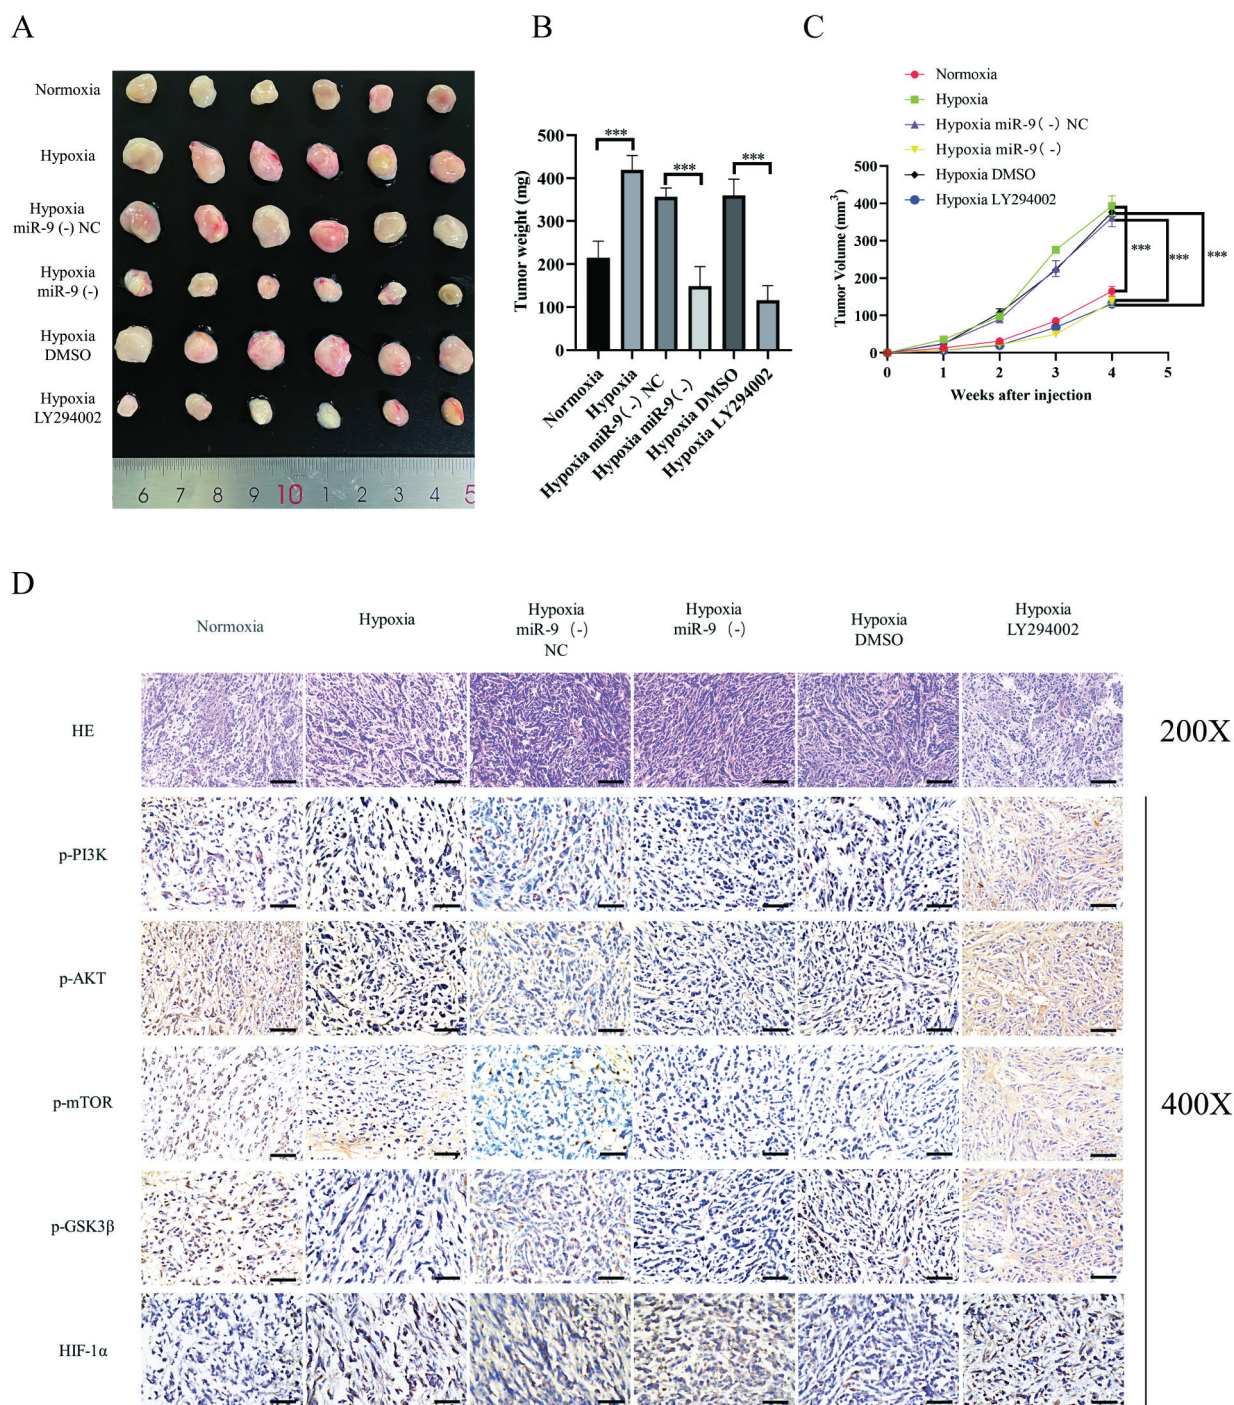 A
Normoxia
Hypoxia
Hypoxia
miR-9 (-) NC
Hypoxia
miR-9 (-)
Hypoxia
DMSO
Hypoxia
LY294002
6 7 8 9 10 1 2 3 4 5
B
Tumor weight (mg)
500
400
300
200
100
0
***
***
***
Normoxia
Hypoxia
Hypoxia miR-9(-) NC
Hypoxia miR-9(-)
Hypoxia DMSO
Hypoxia LY294002
C
Normoxia
Hypoxia
Hypoxia miR-9(-) NC
Hypoxia miR-9(-)
Hypoxia DMSO
Hypoxia LY294002
Tumor Volume (mm³)
500
400
300
200
100
0
0 1 2 3 4 5
Weeks after injection
***
***
***
D
Normoxia
Hypoxia
Hypoxia
miR-9 (-)
NC
Hypoxia
miR-9 (-)
Hypoxia
DMSO
Hypoxia
LY294002
HE
200X
p-PI3K
p-AKT
p-mTOR
400X
p-GSK3β
HIF-1α